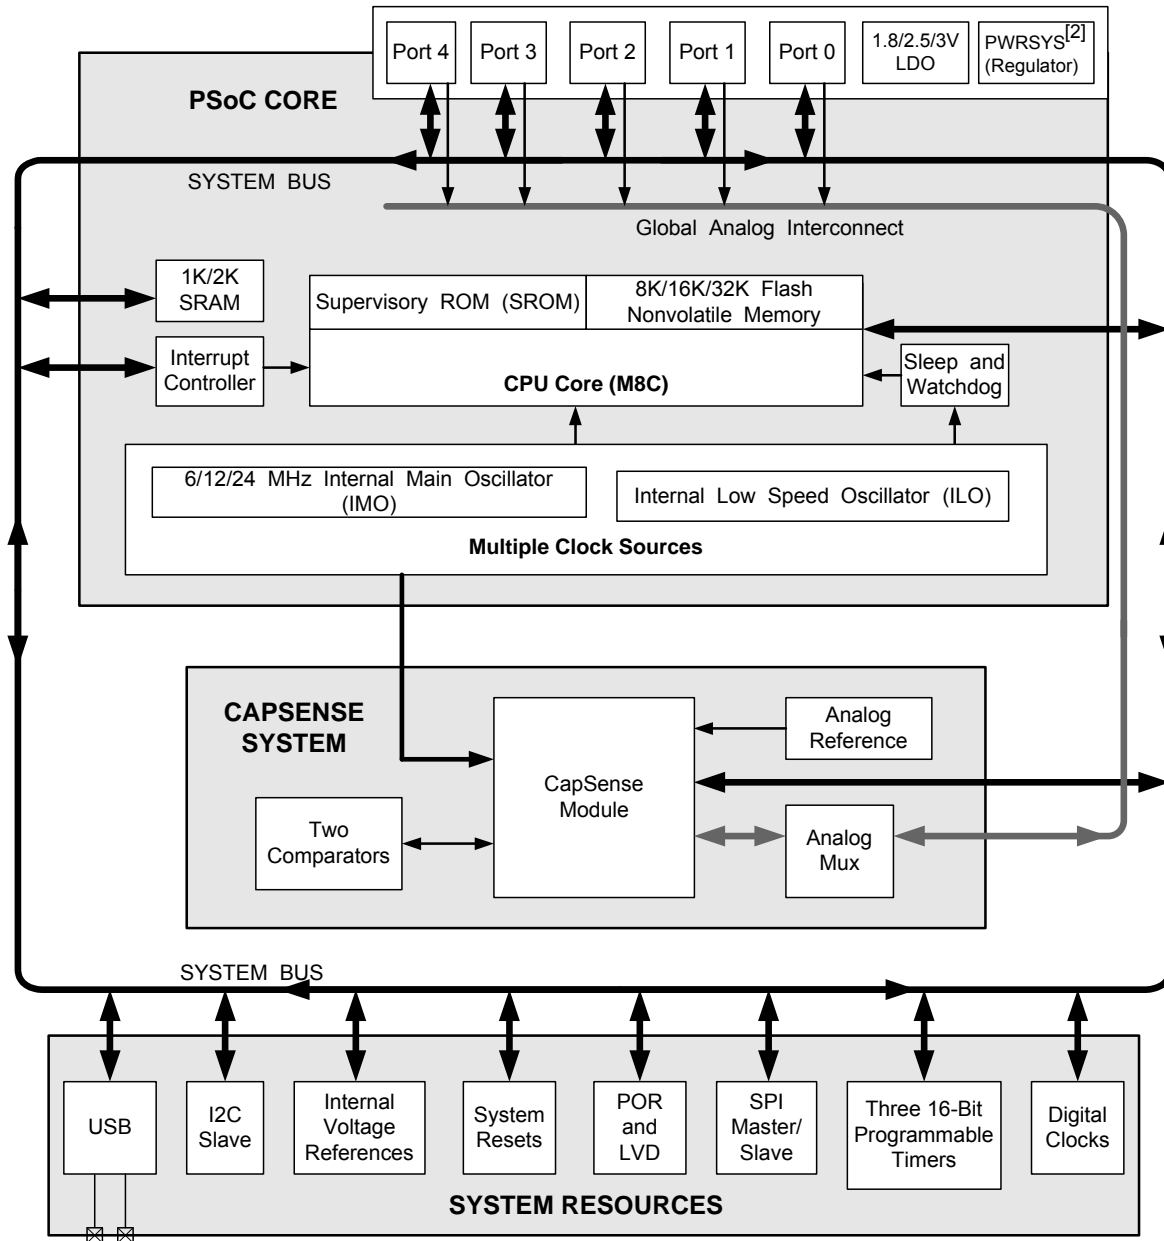 Port 4
Port 3
Port 2
Port 1
Port 0
1.8/2.5/3V
LDO
PWRSYS[2]
(Regulator)
PSoC CORE
SYSTEM BUS
Global Analog Interconnect
1K/2K
SRAM
Supervisory ROM (SROM)
8K/16K/32K Flash
Nonvolatile Memory
Interrupt
Controller
CPU Core (M8C)
Sleep and
Watchdog
6/12/24 MHz Internal Main Oscillator
(IMO)
Internal Low Speed Oscillator (ILO)
Multiple Clock Sources
CAPSENSE
SYSTEM
Analog
Reference
CapSense
Module
Two
Comparators
Analog
Mux
SYSTEM BUS
USB
I2C
Slave
Internal
Voltage
References
System
Resets
POR
and
LVD
SPI
Master/
Slave
Three 16-Bit
Programmable
Timers
Digital
Clocks
SYSTEM RESOURCES